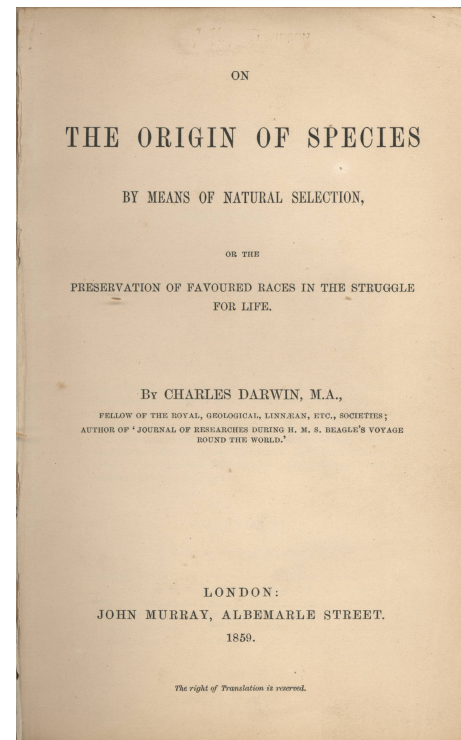 ON
THE ORIGIN OF SPECIES
BY MEANS OF NATURAL SELECTION,
OR THE
PRESERVATION OF FAVOURED RACES IN THE STRUGGLE
FOR LIFE.
By CHARLES DARWIN, M.A.,
FELLOW OF THE ROYAL, GEOLOGICAL, LINNÆAN, ETC., SOCIETIES;
AUTHOR OF ‘JOURNAL OF RESEARCHES DURING H. M. S. BEAGLE’S VOYAGE
ROUND THE WORLD.’
LONDON:
JOHN MURRAY, ALBEMARLE STREET.
1859.
The right of Translation is reserved.